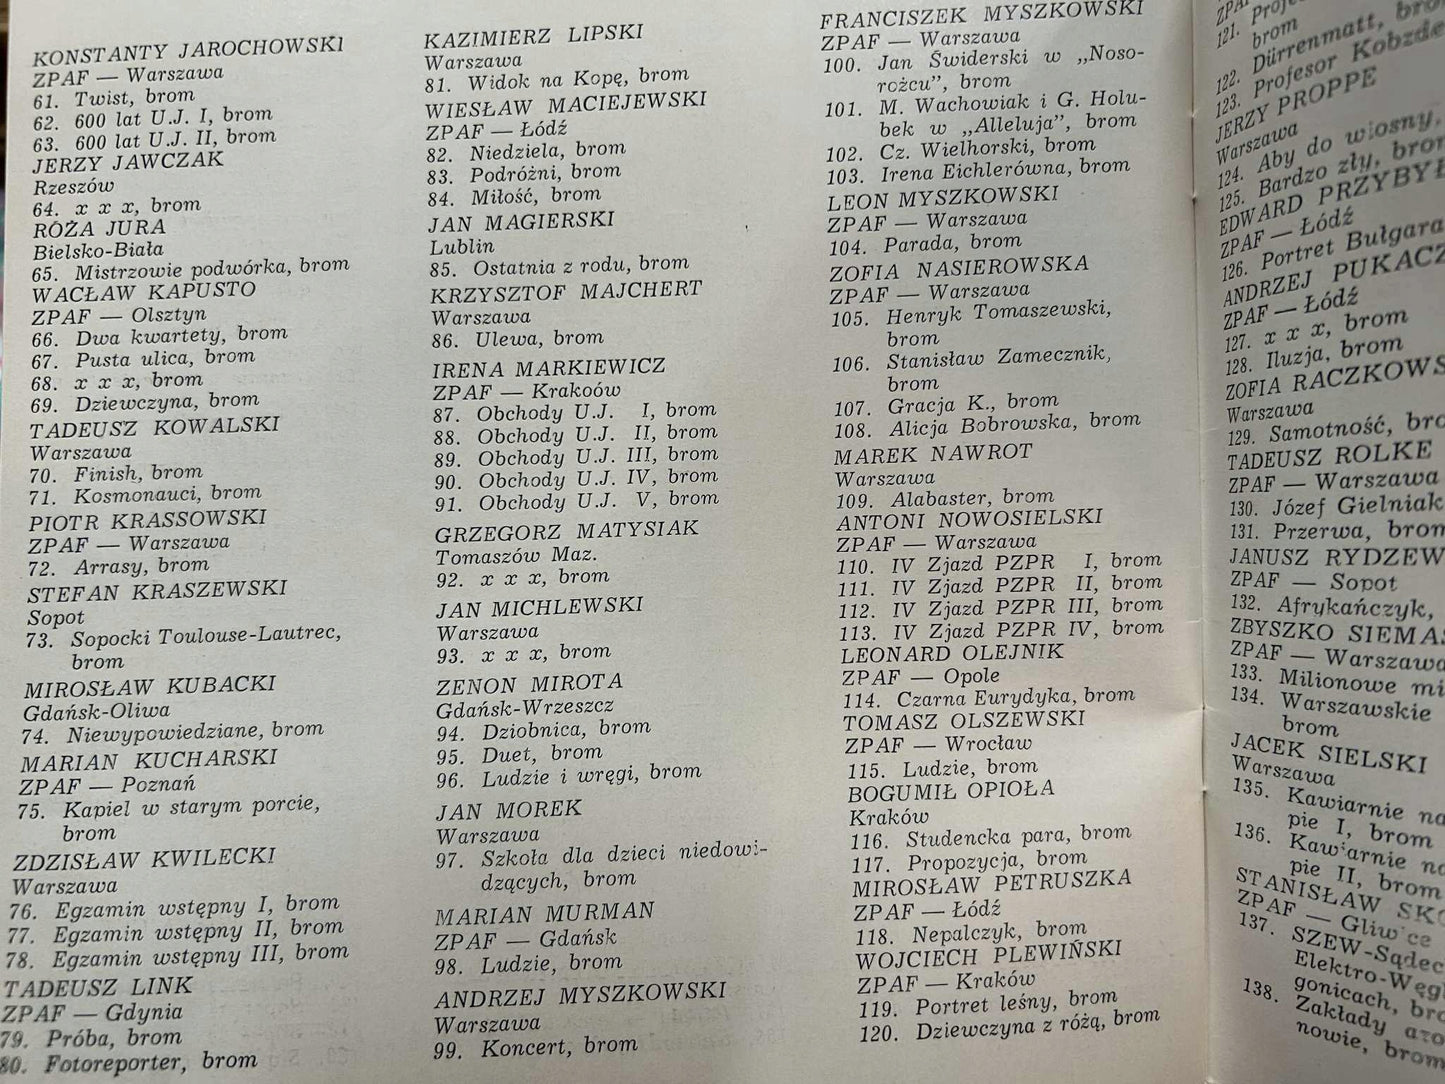 KONSTANTY JAROCHOWSKI
ZPAF — Warszawa
61. Twist, brom
62. 600 lat U.J. I, brom
63. 600 lat U.J. II, brom
JERZY JAWCZAK
Rzeszów
64. x x x, brom
RÓŻA JURA
Bielsko-Biała
65. Mistrzowie podwórka, brom
WACŁAW KAPUSTO
ZPAF — Olsztyn
66. Dwa kwartety, brom
67. Pusta ulica, brom
68. x x x, brom
69. Dziewczyna, brom
TADEUSZ KOWALSKI
Warszawa
70. Finish, brom
71. Kosmonauci, brom
PIOTR KRASSOWSKI
ZPAF — Warszawa
72. Arrasy, brom
STEFAN KRASZEWSKI
Sopot
73. Sopocki Toulouse-Lautrec,
brom
MIROSŁAW KUBACKI
Gdańsk-Oliwa
74. Niewypowiedziane, brom
MARIAN KUCHARSKI
ZPAF — Poznań
75. Kąpiel w starym porcie,
brom
ZDZISŁAW KWILECKI
Warszawa
76. Egzamin wstępny I, brom
77. Egzamin wstępny II, brom
78. Egzamin wstępny III, brom
TADEUSZ LINK
ZPAF — Gdynia
79. Próba, brom
80. Fotoreporter, brom
KAZIMIERZ LIPSKI
Warszawa
81. Widok na Kopę, brom
WIESŁAW MACIEJEWSKI
ZPAF — Łódź
82. Niedziela, brom
83. Podróżni, brom
84. Miłość, brom
JAN MAGIERSKI
Lublin
85. Ostatnia z rodu, brom
KRZYSZTOF MAJCHERT
Warszawa
86. Ulewa, brom
IRENA MARKIEWICZ
ZPAF — Krakoów
87. Obchody U.J. I, brom
88. Obchody U.J. II, brom
89. Obchody U.J. III, brom
90. Obchody U.J. IV, brom
91. Obchody U.J. V, brom
GRZEGORZ MATYSIAK
Tomaszów Maz.
92. x x x, brom
JAN MICHLEWSKI
Warszawa
93. x x x, brom
ZENON MIROTA
Gdańsk-Wrzeszcz
94. Dziobnica, brom
95. Duet, brom
96. Ludzie i wręgi, brom
JAN MOREK
Warszawa
97. Szkoła dla dzieci niedowi-
dzących, brom
MARIAN MURMAN
ZPAF — Gdańsk
98. Ludzie, brom
ANDRZEJ MYSZKOWSKI
Warszawa
99. Koncert, brom
FRANCISZEK MYSZKOWSKI
ZPAF — Warszawa
100. Jan Świderski w „Noso-
rożcu”, brom
101. M. Wachowiak i G. Holu-
bek w „Alleluja”, brom
102. Cz. Wielhorski, brom
103. Irena Eichlerówna, brom
LEON MYSZKOWSKI
ZPAF — Warszawa
104. Parada, brom
ZOFIA NASIEROWSKA
ZPAF — Warszawa
105. Henryk Tomaszewski,
brom
106. Stanisław Zamecznik,
brom
107. Gracja K., brom
108. Alicja Bobrowska, brom
MAREK NAWROT
Warszawa
109. Alabaster, brom
ANTONI NOWOSIELSKI
ZPAF — Warszawa
110. IV Zjazd PZPR I, brom
111. IV Zjazd PZPR II, brom
112. IV Zjazd PZPR III, brom
113. IV Zjazd PZPR IV, brom
LEONARD OLEJNIK
ZPAF — Opole
114. Czarna Eurydyka, brom
TOMASZ OLSZEWSKI
ZPAF — Wrocław
115. Ludzie, brom
BOGUMIŁ OPIOŁA
Kraków
116. Studencka para, brom
117. Propozycja, brom
MIROSŁAW PETRUSZKA
ZPAF — Łódź
118. Nepalczyk, brom
WOJCIECH PLEWIŃSKI
ZPAF — Kraków
119. Portret leśny, brom
120. Dziewczyna z różą, brom
121.
brom
122. Dürrenmatt,
123. Profesor
JERZY PROPPE
Warszawa
124. Aby do wiosny,
125. Bardzo zły, brom
EDWARD
ZPAF — Łódź
126. Portret
ANDRZEJ
ZPAF — Łódź
127. x x x, brom
128. Iluzja, brom
ZOFIA
Warszawa
129. Samotność,
TADEUSZ ROLKE
ZPAF — Warszawa
130. Józef Gielniak
131. Przerwa, brom
JANUSZ
ZPAF — Sopot
132. Afrykańczyk,
ZBYSZKO
ZPAF — Warszawa
133. Milionowe
134. Warszawskie
brom
JACEK SIELSKI
Warszawa
135. Kawiarnie
pie I, brom
136. Kawiarnie
pie II, brom
STANISŁAW
ZPAF — Gliwice
137.
gonicach,
138. Zakłady
nowie, brom